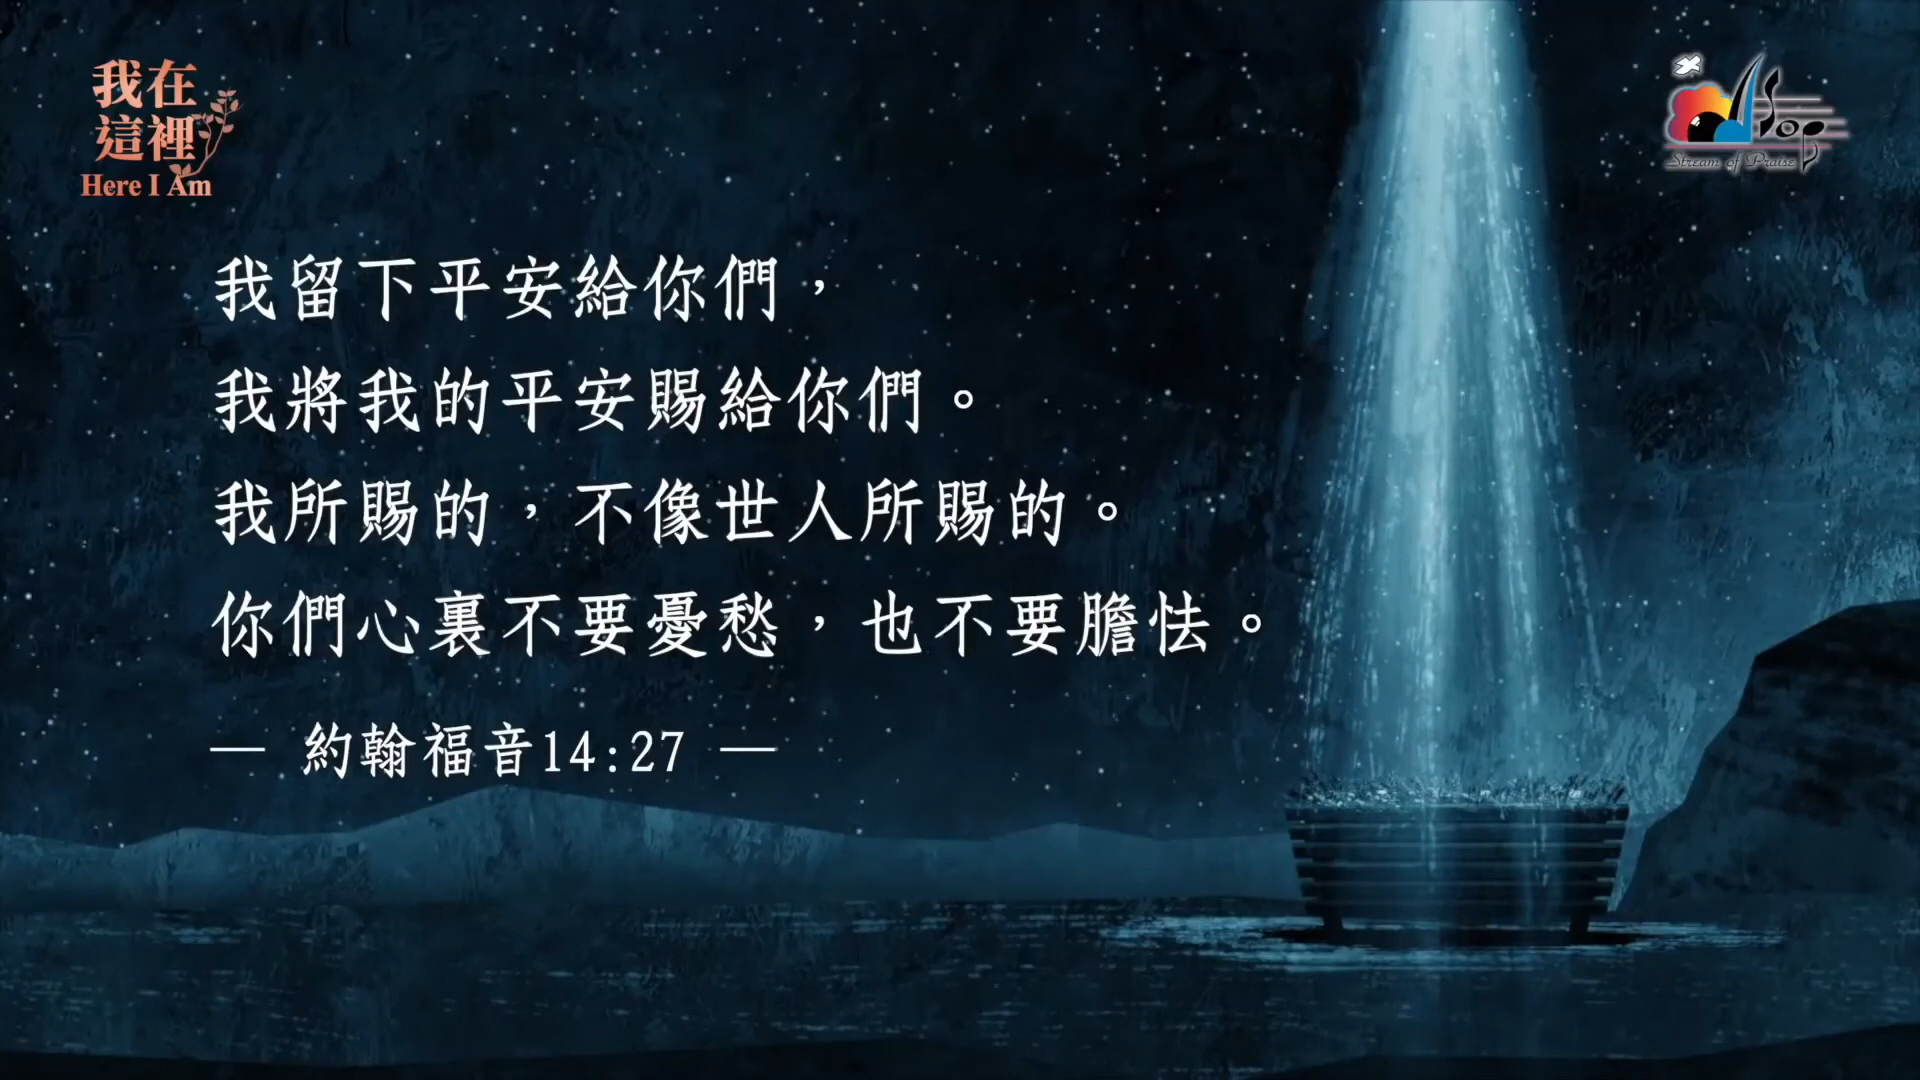 我在
這裡
Here I Am
SOP
Stream of Praise
我留下平安給你們，
我將我的平安賜給你們。
我所賜的，不像世人所賜的。
你們心裏不要憂愁，也不要膽怯。
— 約翰福音14:27 —